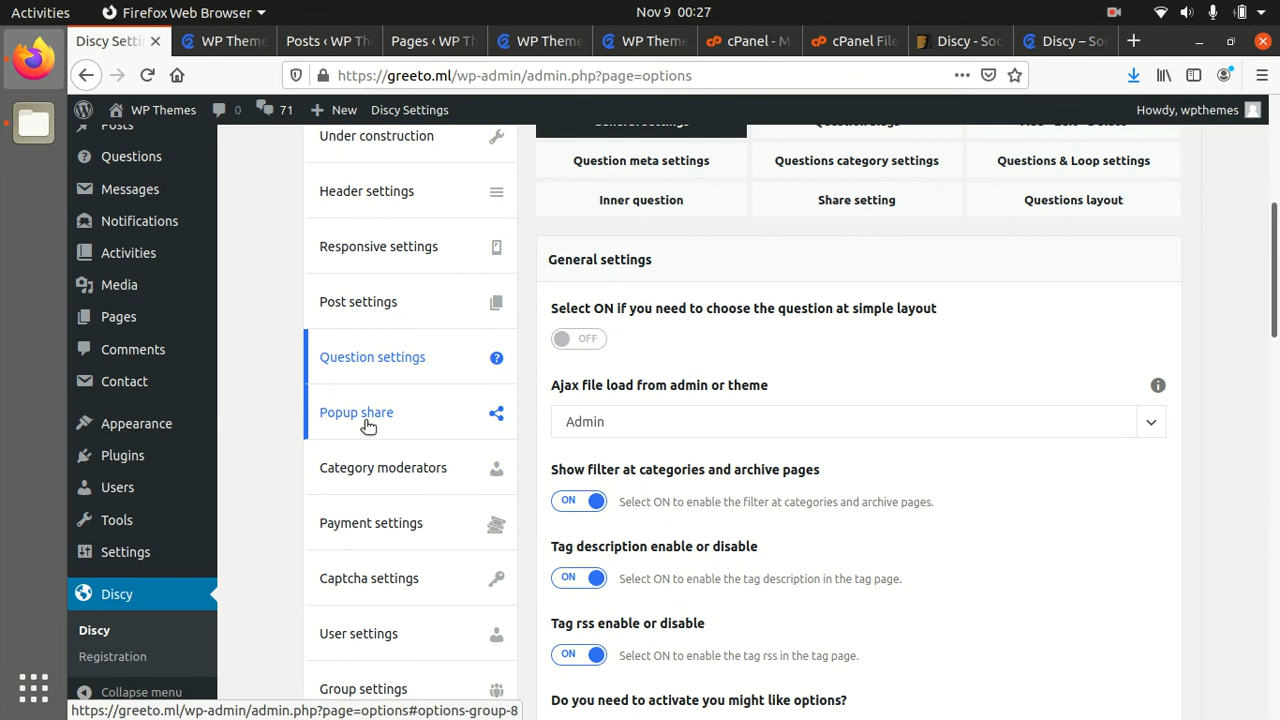 Activities Firefox Web Browser Nov 9 00:27
Discy Setti WP Theme Posts ‹ WP Th Pages ‹ WP T WP Theme WP Theme cPanel - M cPanel File Discy - Soc Discy – Soc
https://greeto.ml/wp-admin/admin.php?page=options
WP Themes 0 71 New Discy Settings Howdy, wpthemes
Posts
Questions
Messages
Notifications
Activities
Media
Pages
Comments
Contact
Appearance
Plugins
Users
Tools
Settings
Discy
Discy
Registration
Collapse menu
Under construction
Header settings
Responsive settings
Post settings
Question settings
Popup share
Category moderators
Payment settings
Captcha settings
User settings
Group settings
Question meta settings Questions category settings Questions & Loop settings
Inner question Share setting Questions layout
General settings
Select ON if you need to choose the question at simple layout
OFF
Ajax file load from admin or theme
Admin
Show filter at categories and archive pages
ON Select ON to enable the filter at categories and archive pages.
Tag description enable or disable
ON Select ON to enable the tag description in the tag page.
Tag rss enable or disable
ON Select ON to enable the tag rss in the tag page.
Do you need to activate you might like options?
https://greeto.ml/wp-admin/admin.php?page=options#options-group-8